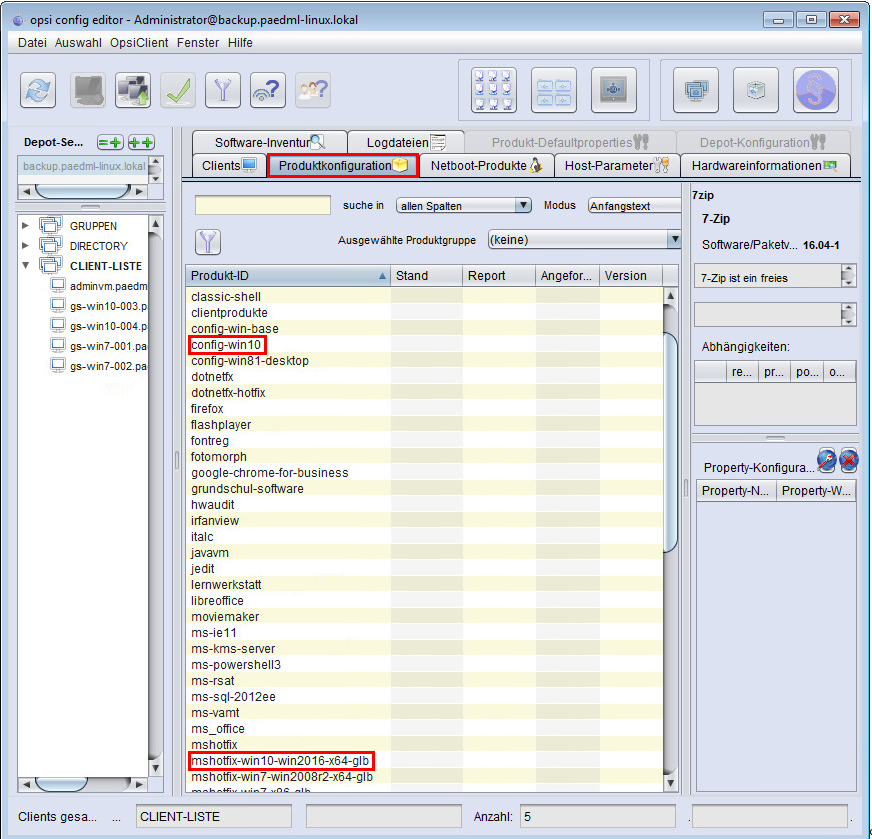 opsi config editor - Administrator@backup.paedml-linux.lokal
Datei Auswahl OpsiClient Fenster Hilfe
Depot-Se...
backup.paedml-linux.lokal
GRUPPEN
DIRECTORY
CLIENT-LISTE
adminvm.paedm
gs-win10-003.p
gs-win10-004.p
gs-win7-001.pa
gs-win7-002.pa
Software-Inventur Logdateien Produkt-Defaultproperties Depot-Konfiguration
Clients Produktkonfiguration Netboot-Produkte Host-Parameter Hardwareinformationen
suche in allen Spalten Modus Anfangstext
Ausgewählte Produktgruppe (keine)
Produkt-ID Stand Report Angefor... Version
classic-shell
clientprodukte
config-win-base
config-win10
config-win81-desktop
dotnetfx
dotnetfx-hotfix
firefox
flashplayer
fontreg
fotomorph
google-chrome-for-business
grundschul-software
hwaudit
irfanview
italc
javavm
jedit
lernwerkstatt
libreoffice
moviemaker
ms-ie11
ms-kms-server
ms-powershell3
ms-rsat
ms-sql-2012ee
ms-vamt
ms_office
mshotfix
mshotfix-win10-win2016-x64-glb
mshotfix-win7-win2008r2-x64-glb
mshotfix-win7-x86-glb
7zip
7-Zip
Software/Paketv... 16.04-1
7-Zip ist ein freies
Abhängigkeiten:
re... pr... po... o...
Property-Konfigura...
Property-N... Property-W...
Clients gesa... ... CLIENT-LISTE Anzahl: 5